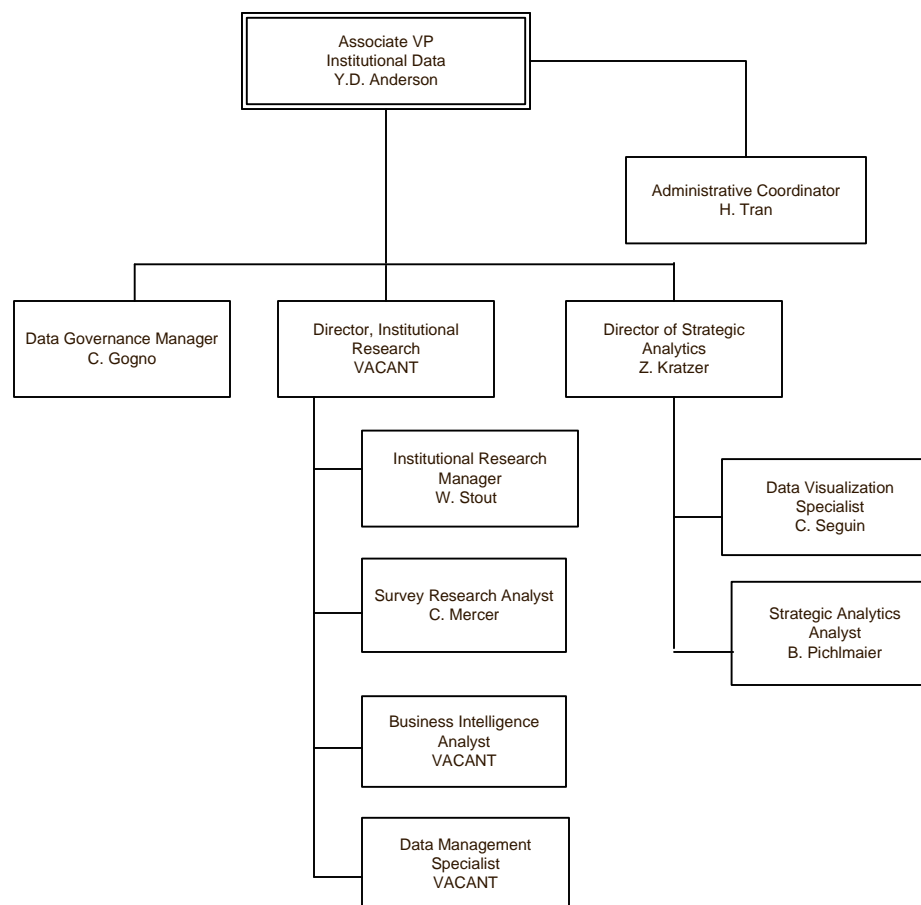 Associate VP
Institutional Data
Y.D. Anderson
Administrative Coordinator
H. Tran
Data Governance Manager
C. Gogno
Director, Institutional
Research
VACANT
Director of Strategic
Analytics
Z. Kratzer
Institutional Research
Manager
W. Stout
Survey Research Analyst
C. Mercer
Business Intelligence
Analyst
VACANT
Data Management
Specialist
VACANT
Data Visualization
Specialist
C. Seguin
Strategic Analytics
Analyst
B. Pichlmaier